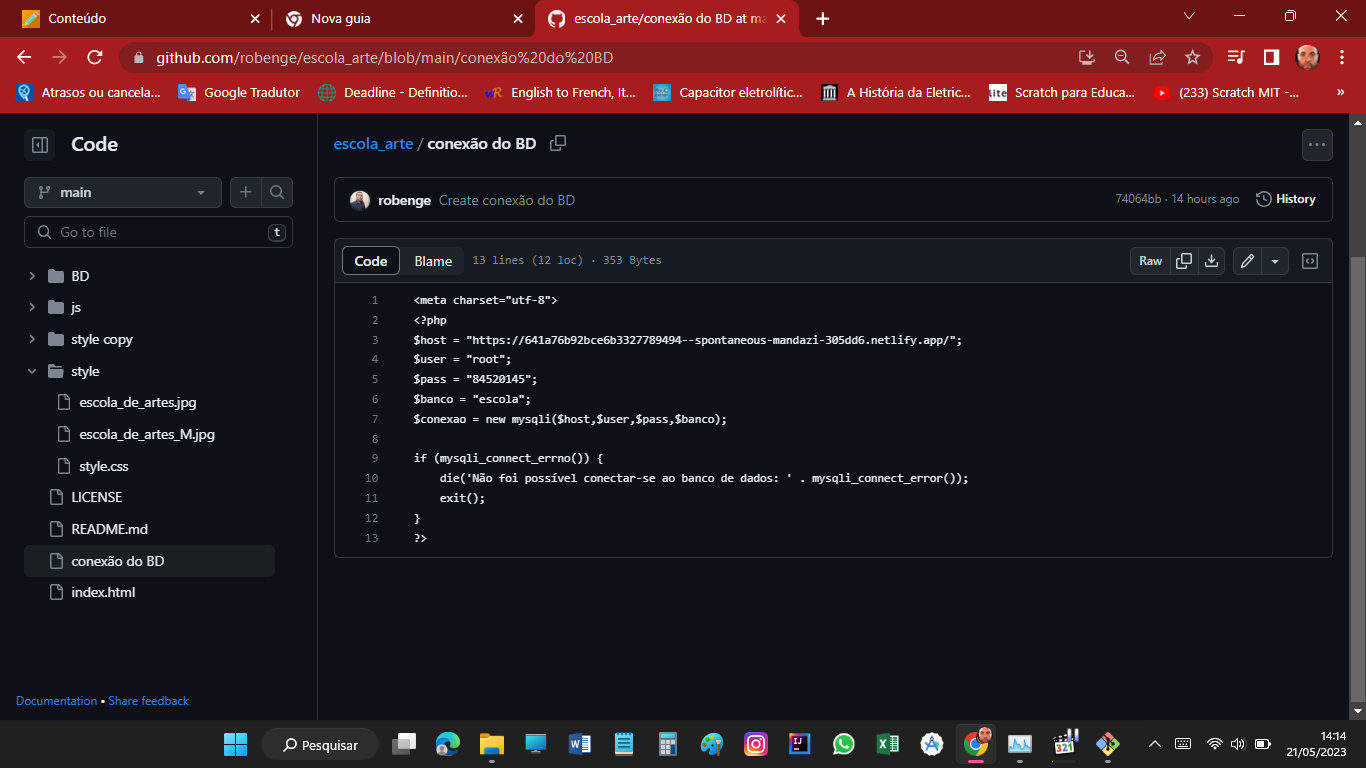 Conteúdo
Nova guia
escola_arte/conexão do BD at ma
github.com/robenge/escola_arte/blob/main/conexão%20do%20BD
Atrasos ou cancela...
Google Tradutor
Deadline - Definitio...
WR English to French, It...
Capacitor eletrolític...
A História da Eletric...
lite Scratch para Educa...
(233) Scratch MIT -...
»
Code
main
Go to file
t
BD
js
style copy
style
escola_de_artes.jpg
escola_de_artes_M.jpg
style.css
LICENSE
README.md
conexão do BD
index.html
Documentation • Share feedback
escola_arte / conexão do BD
robenge Create conexão do BD
74064bb · 14 hours ago
History
Code
Blame
13 lines (12 loc) · 353 Bytes
Raw
1 <meta charset="utf-8">
2 <?php
3 $host = "https://641a76b92bce6b3327789494--spontaneous-mandazi-305dd6.netlify.app/";
4 $user = "root";
5 $pass = "84520145";
6 $banco = "escola";
7 $conexao = new mysqli($host,$user,$pass,$banco);
8
9 if (mysqli_connect_errno()) {
10 die('Não foi possível conectar-se ao banco de dados: ' . mysqli_connect_error());
11 exit();
12 }
13 ?>
Pesquisar
321
14:14
21/05/2023